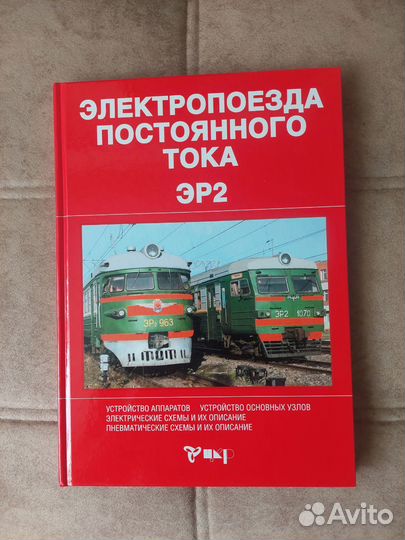 ЭЛЕКТРОПОЕЗДА
ПОСТОЯННОГО
ТОКА
ЭР2
ЭР2 963
ЭР2 1070
УСТРОЙСТВО АППАРАТОВ УСТРОЙСТВО ОСНОВНЫХ УЗЛОВ
ЭЛЕКТРИЧЕСКИЕ СХЕМЫ И ИХ ОПИСАНИЕ
ПНЕВМАТИЧЕСКИЕ СХЕМЫ И ИХ ОПИСАНИЕ
ЦКР
Avito